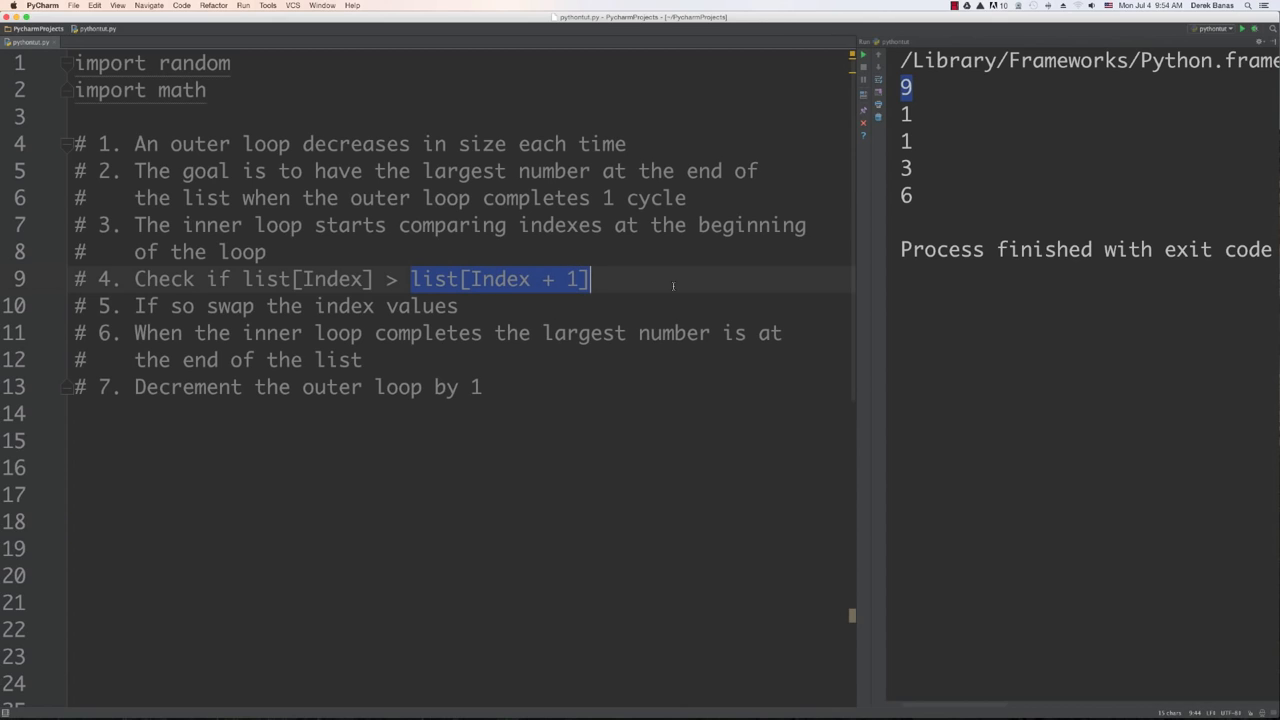 PyCharm File Edit View Navigate Code Refactor Run Tools VCS Window Help
10 Mon Jul 4 9:54 AM Derek Banas
pythontut.py - PycharmProjects - [~/PycharmProjects]
PycharmProjects pythontut.py
pythontut
pythontut.py
Run: pythontut
1 import random
2 import math
3
4 # 1. An outer loop decreases in size each time
5 # 2. The goal is to have the largest number at the end of
6 # the list when the outer loop completes 1 cycle
7 # 3. The inner loop starts comparing indexes at the beginning
8 # of the loop
9 # 4. Check if list[Index] > list[Index + 1]
10 # 5. If so swap the index values
11 # 6. When the inner loop completes the largest number is at
12 # the end of the list
13 # 7. Decrement the outer loop by 1
14
15
16
17
18
19
20
21
22
23
24
/Library/Frameworks/Python.frame
9
1
1
3
6
Process finished with exit code
15 chars 9:44 LF‡ UTF-8‡